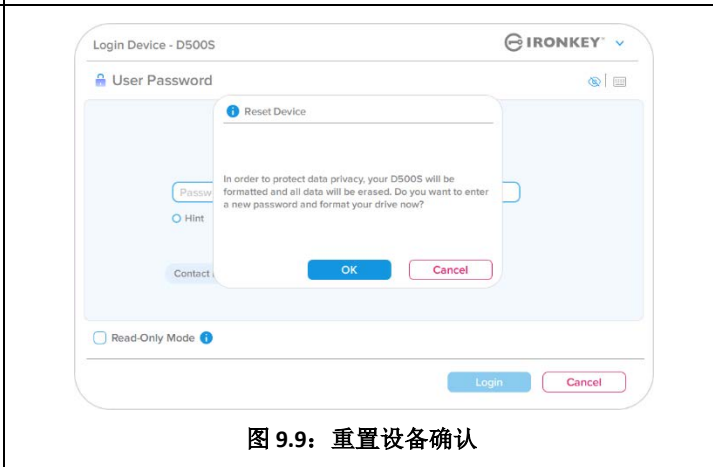 Login Device - D500S
IRONKEY
User Password
Reset Device
In order to protect data privacy, your D500S will be
formatted and all data will be erased. Do you want to enter
a new password and format your drive now?
Passw
Hint
Contact
OK Cancel
Read-Only Mode
Login Cancel
图 9.9：重置设备确认